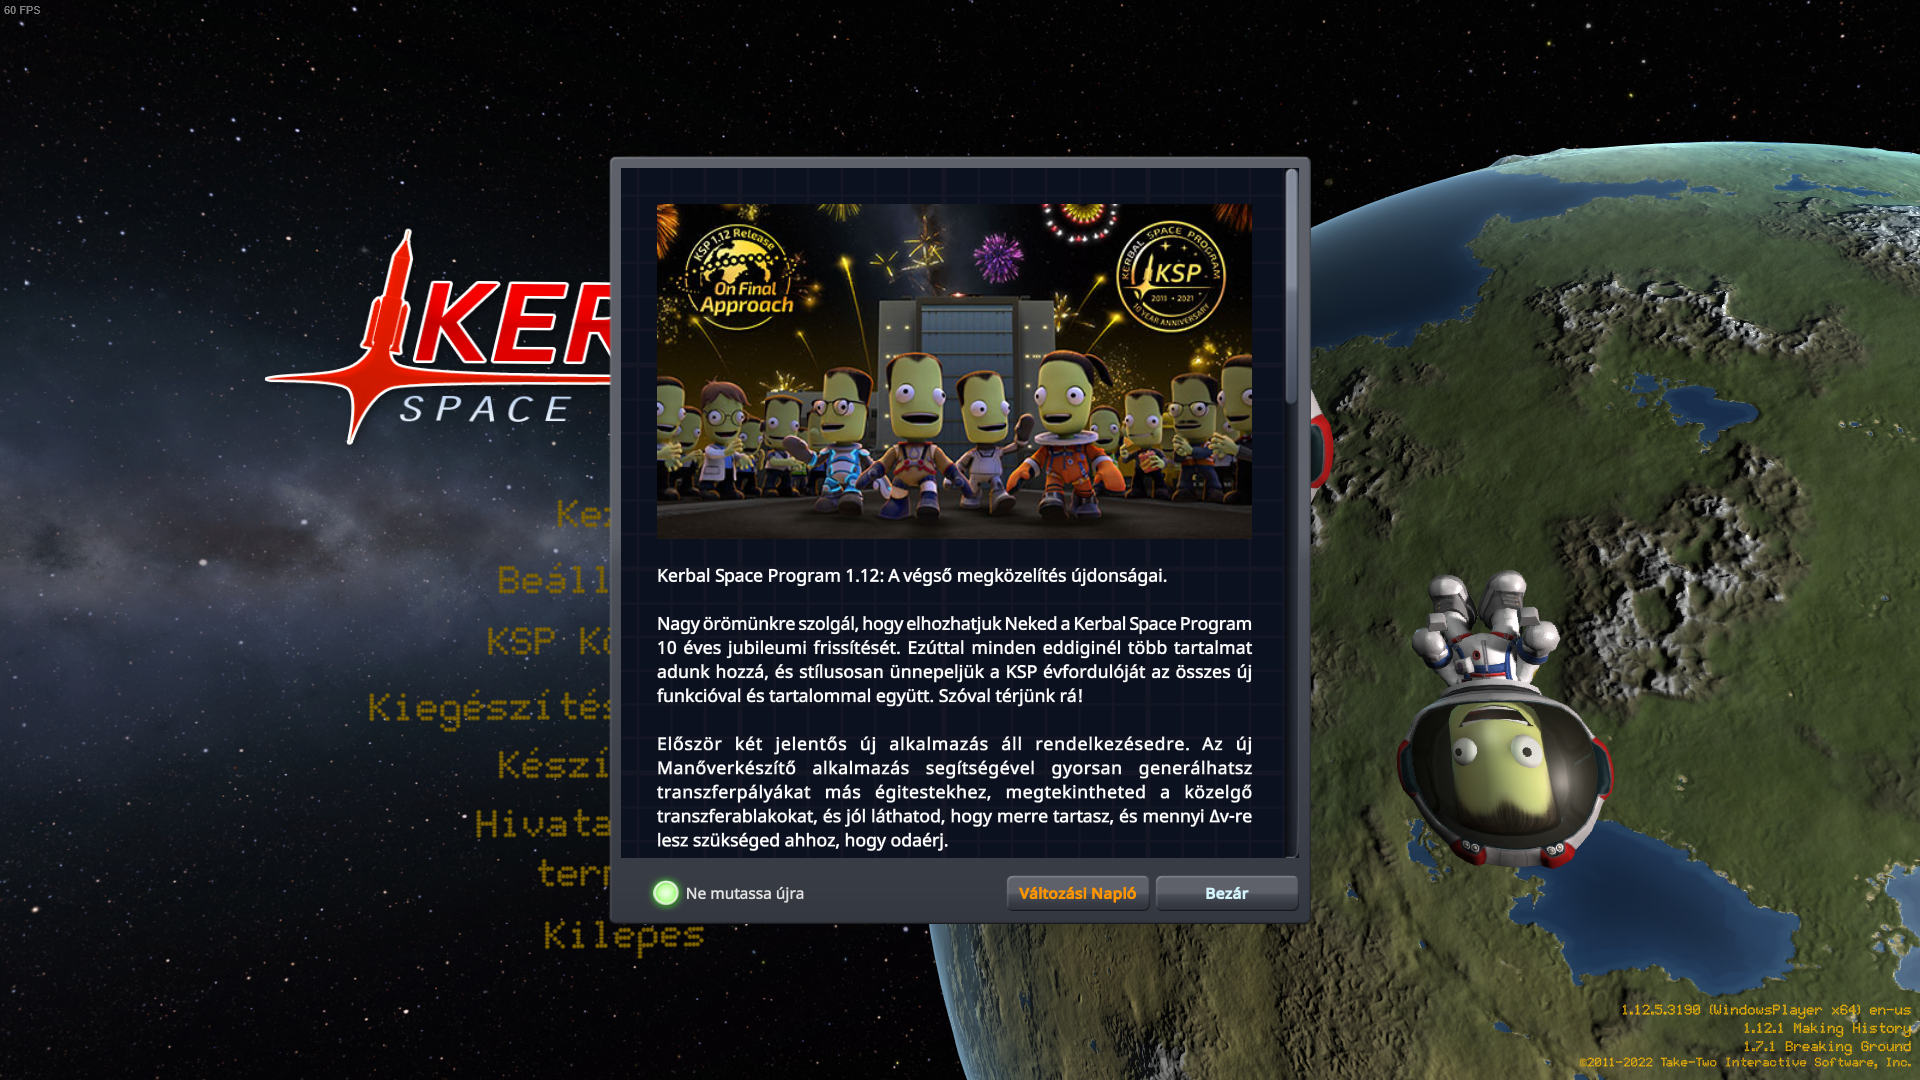 60 FPS
KSP 1.12 Release
On Final
Approach
KERBAL SPACE PROGRAM
KSP
2011 • 2021
10 YEAR ANNIVERSARY
SPACE
Beáll
KSP
Kiegészítés
Készí
Hivata
Kilépés
Kerbal Space Program 1.12: A végső megközelítés újdonságai.
Nagy örömünkre szolgál, hogy elhozhatjuk Neked a Kerbal Space Program
10 éves jubileumi frissítését. Ezúttal minden eddiginél több tartalmat
adunk hozzá, és stílusosan ünnepeljük a KSP évfordulóját az összes új
funkcióval és tartalommal együtt. Szóval térjünk rá!
Először két jelentős új alkalmazás áll rendelkezésedre. Az új
Manőverkészítő alkalmazás segítségével gyorsan generálhatsz
transzferpályákat más égitestekhez, megtekintheted a közelgő
transzferablakokat, és jól láthatod, hogy merre tartasz, és mennyi Δv-re
lesz szükséged ahhoz, hogy odaérj.
Ne mutassa újra
Változási Napló
Bezár
1.12.5.3190 (WindowsPlayer x64) en-us
1.12.1 Making History
1.7.1 Breaking Ground
©2011-2022 Take-Two Interactive Software, Inc.